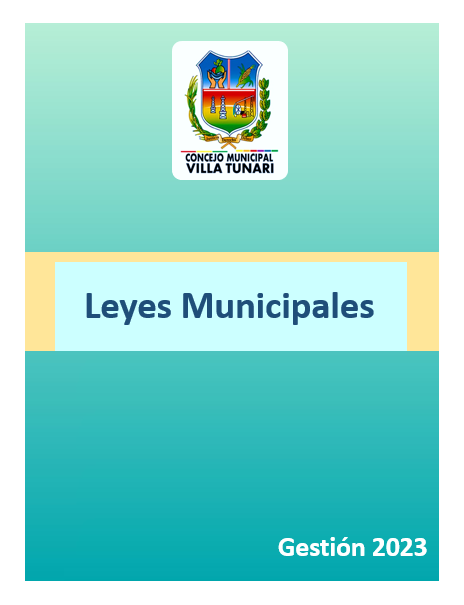 CONCEJO MUNICIPAL
VILLA TUNARI
Leyes Municipales
Gestión 2023